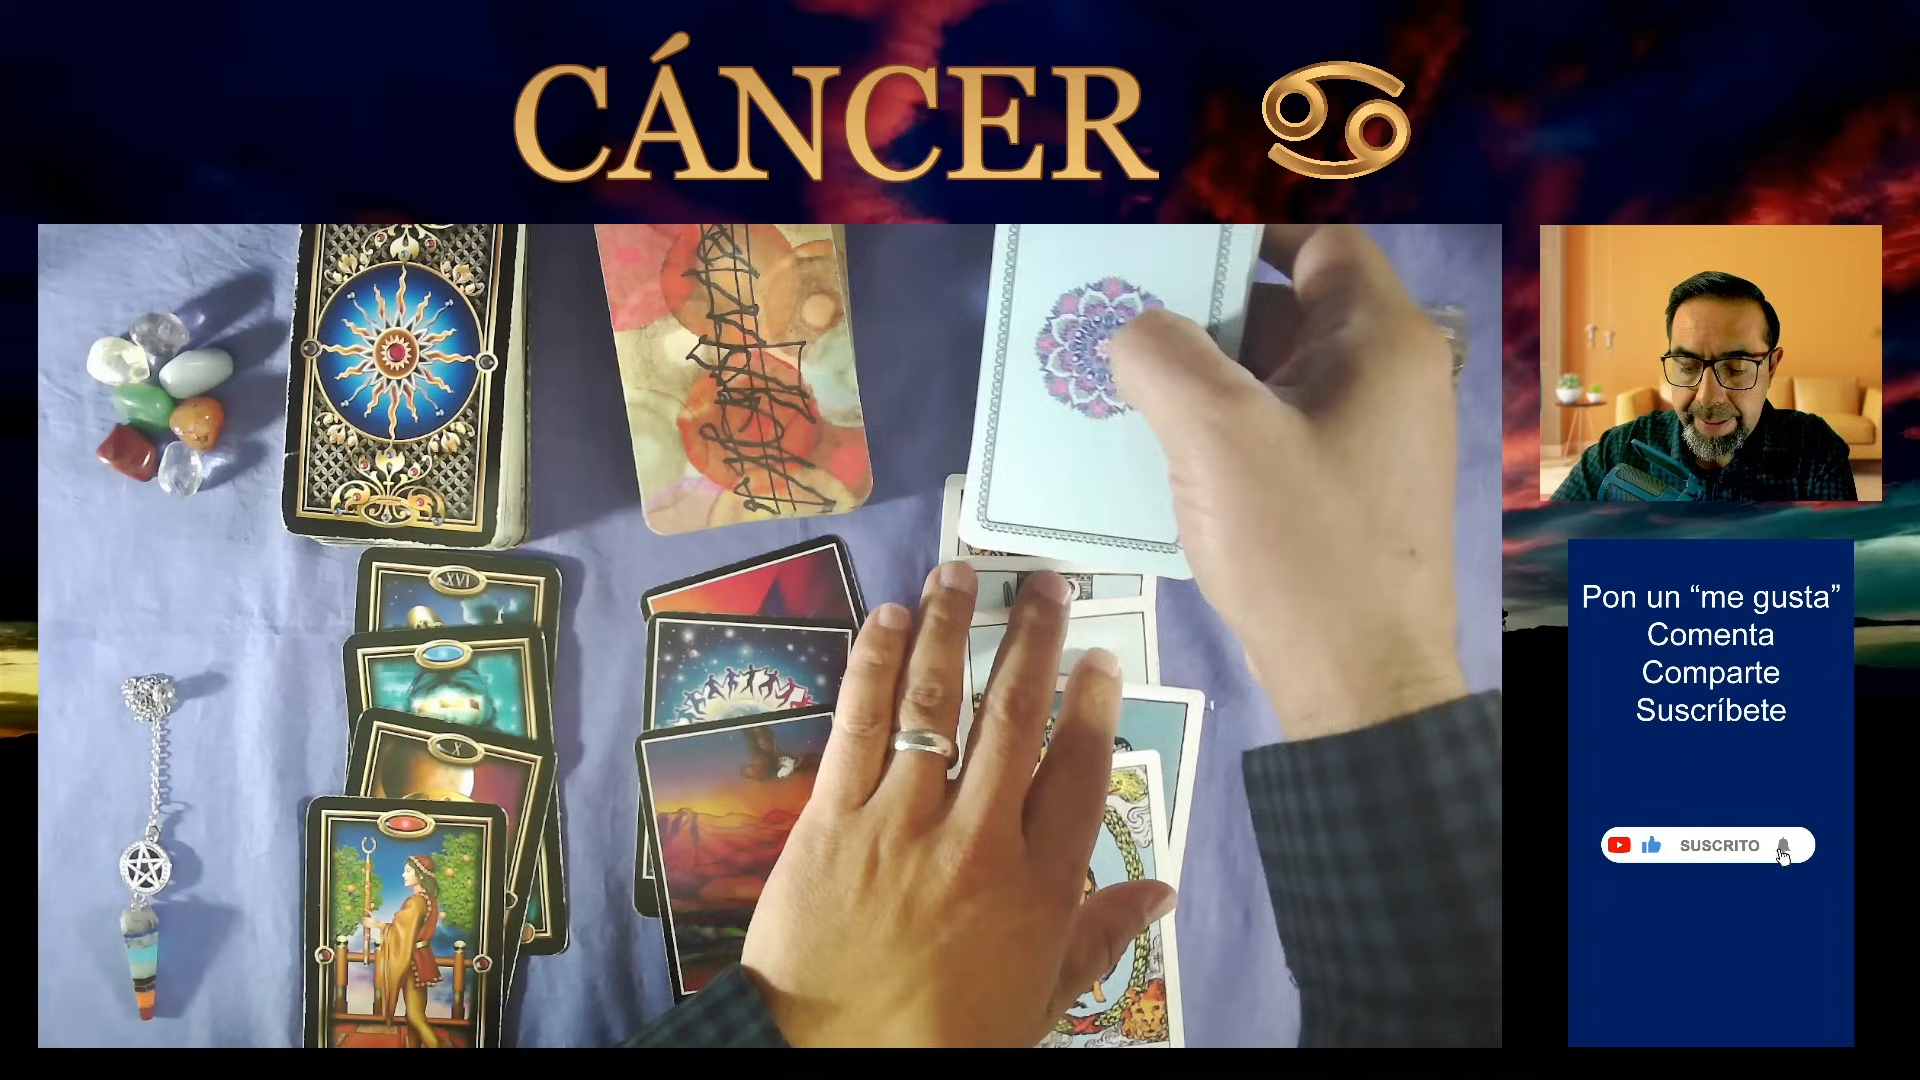 CÁNCER
XVI
X
Pon un “me gusta”
Comenta
Comparte
Suscríbete
SUSCRITO